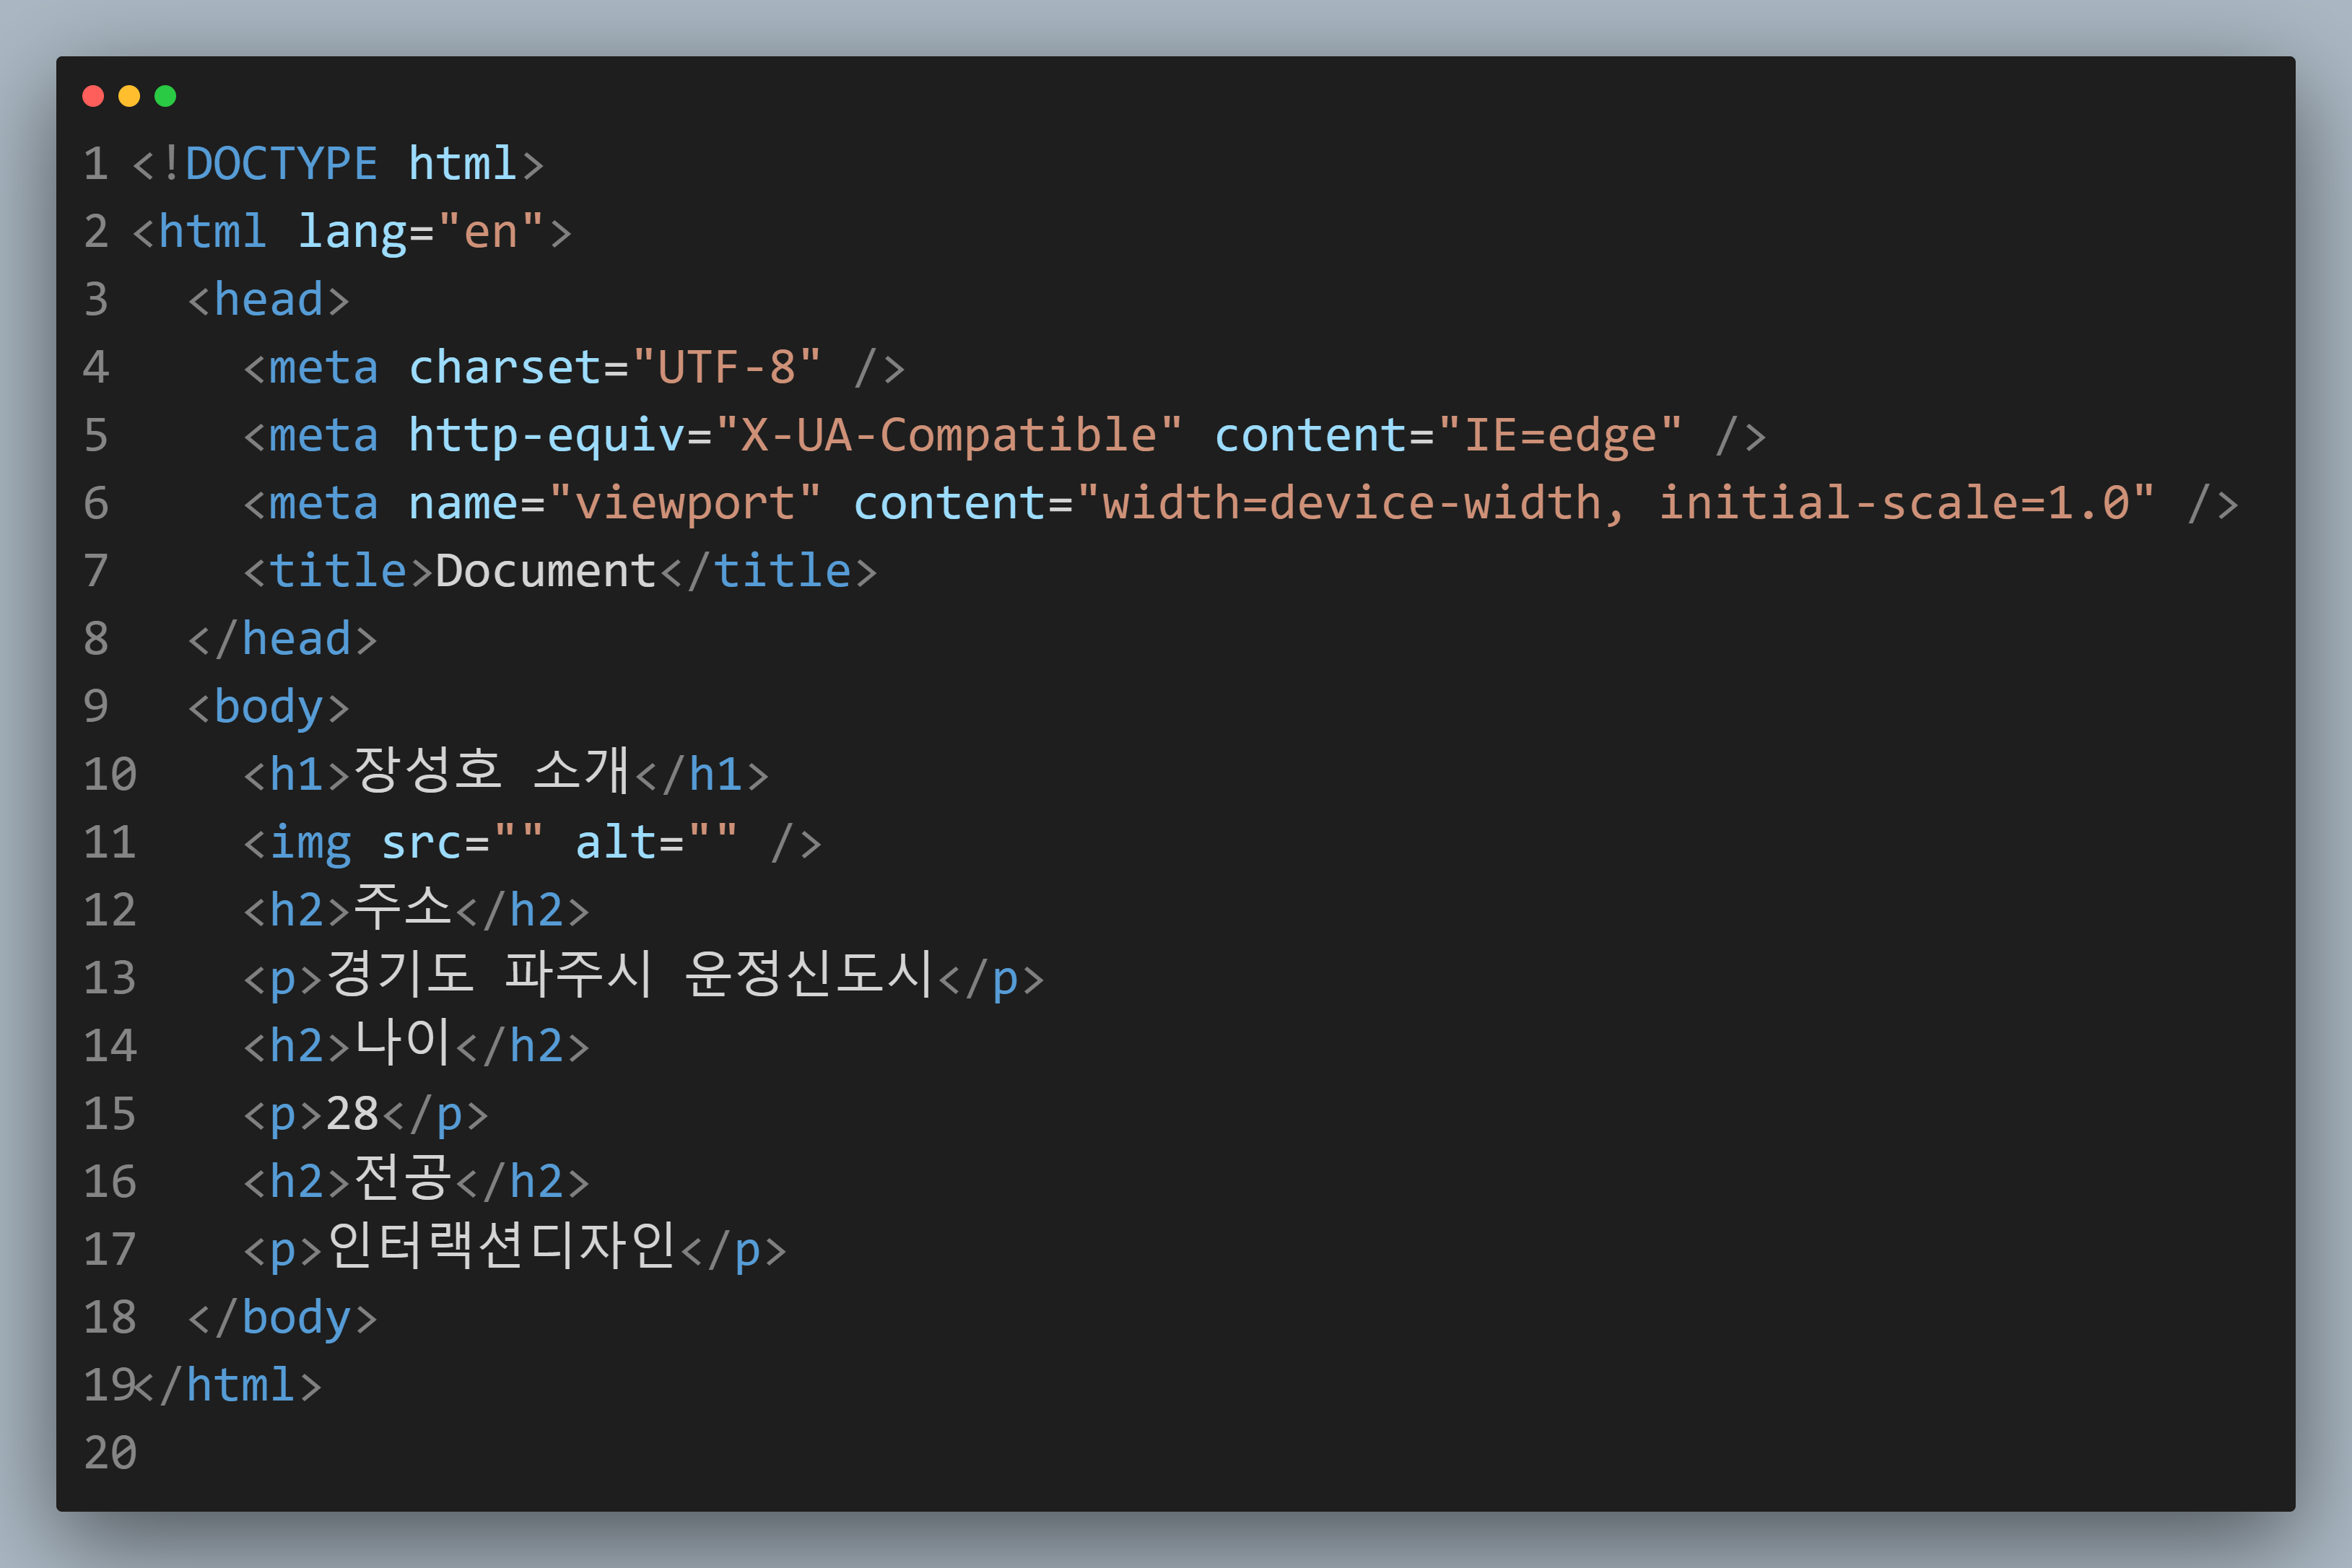 1 <!DOCTYPE html>
2 <html lang="en">
3   <head>
4     <meta charset="UTF-8" />
5     <meta http-equiv="X-UA-Compatible" content="IE=edge" />
6     <meta name="viewport" content="width=device-width, initial-scale=1.0" />
7     <title>Document</title>
8   </head>
9   <body>
10    <h1>장성호 소개</h1>
11    <img src="" alt="" />
12    <h2>주소</h2>
13    <p>경기도 파주시 운정신도시</p>
14    <h2>나이</h2>
15    <p>28</p>
16    <h2>전공</h2>
17    <p>인터랙션디자인</p>
18  </body>
19</html>
20